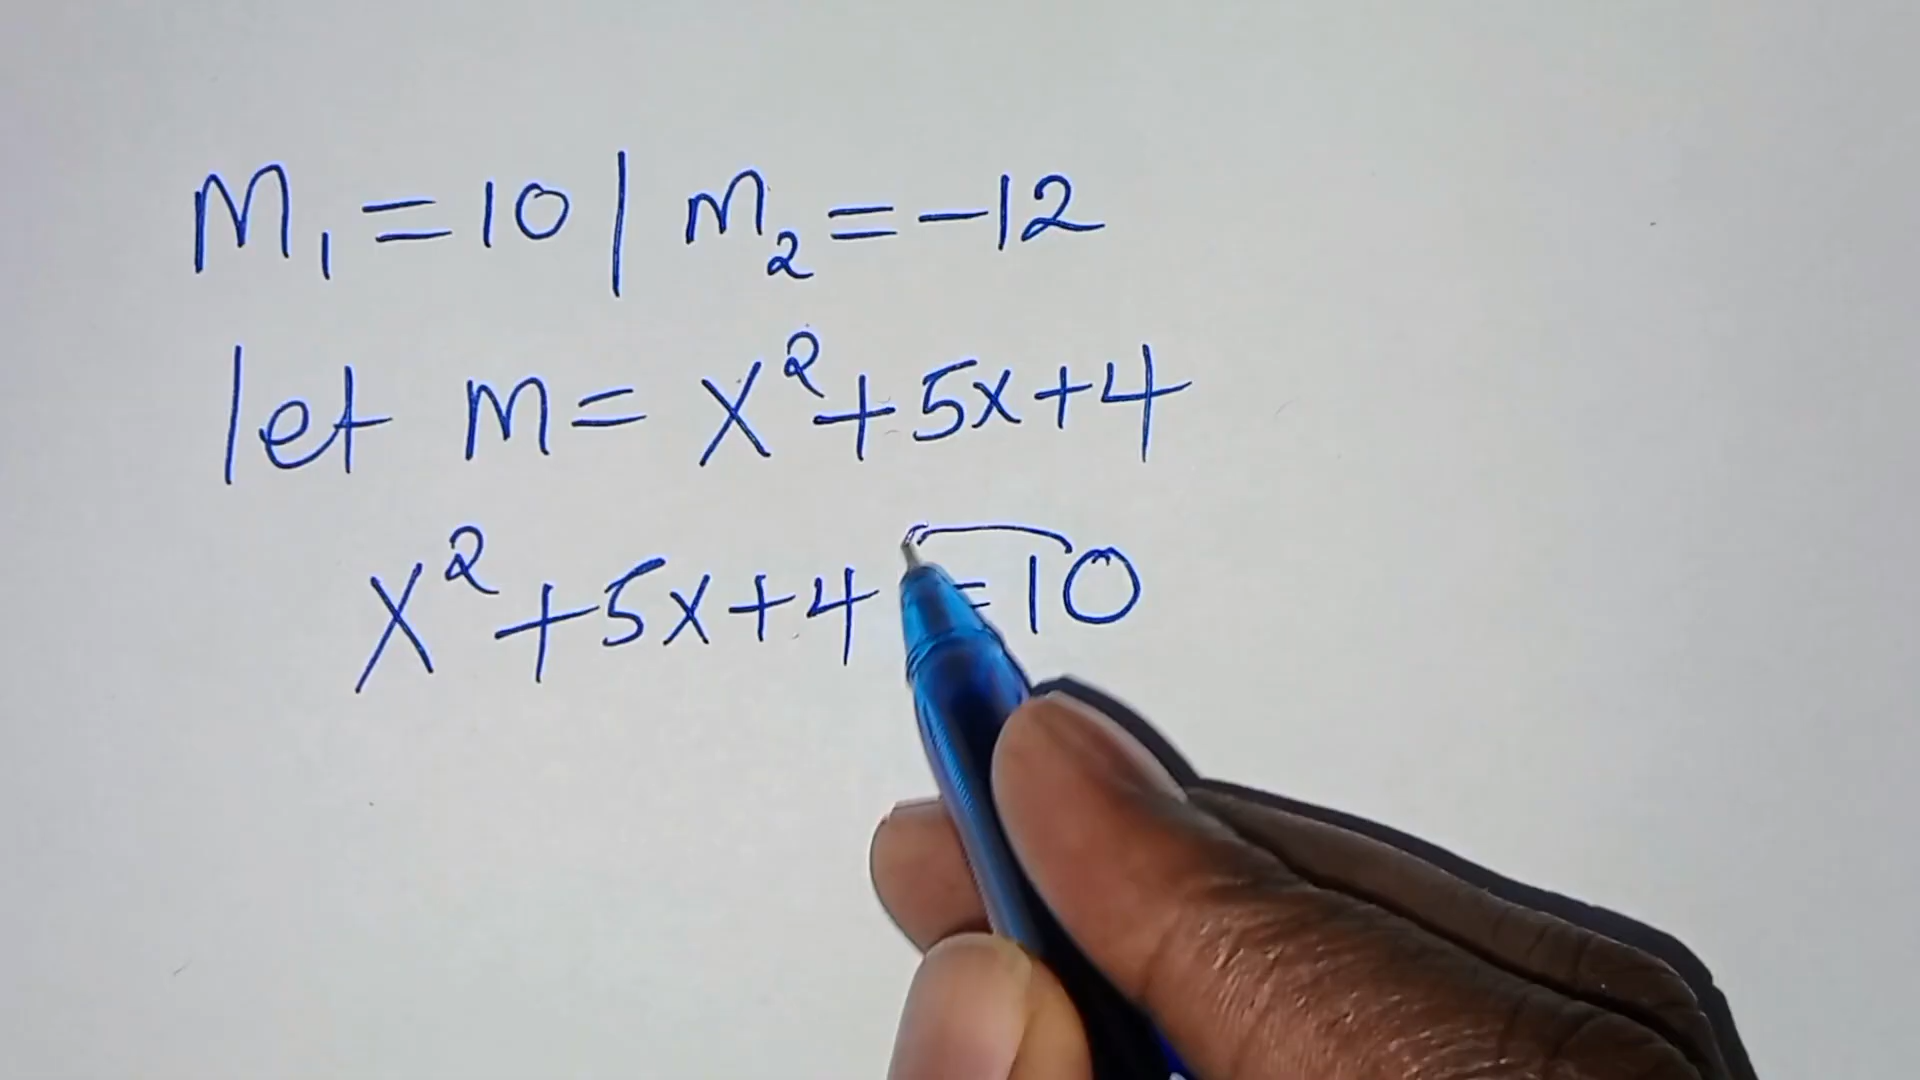 M₁ = 10 | m₂ = -12
let m = x² + 5x + 4
x² + 5x + 4 = 10